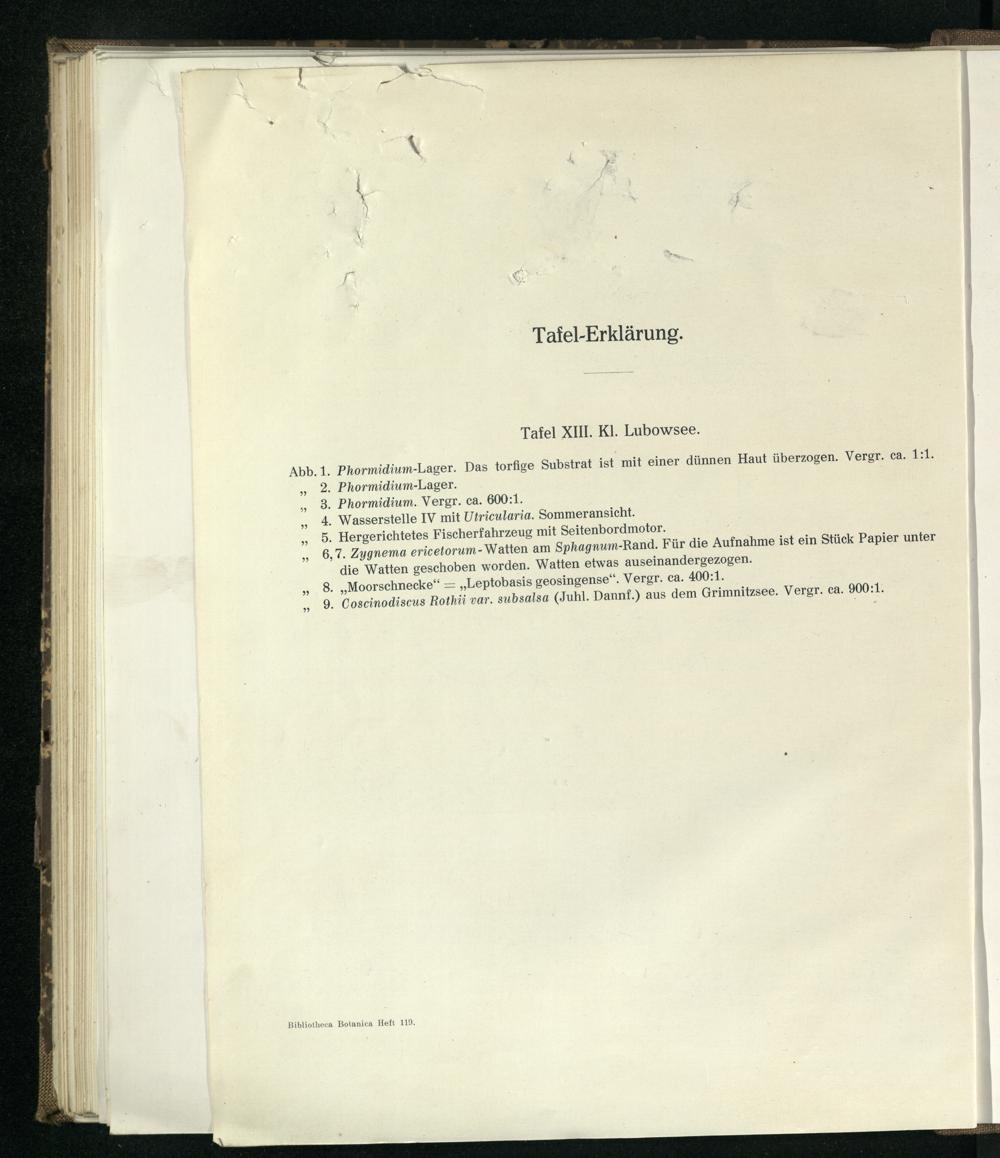 Tafel-Erklärung.
Tafel XIII. Kl. Lubowsee.
Abb. 1. Phormidium-Lager. Das torfige Substrat ist mit einer dünnen Haut überzogen. Vergr. ca. 1:1.
„ 2. Phormidium-Lager.
„ 3. Phormidium. Vergr. ca. 600:1.
„ 4. Wasserstelle IV mit Utricularia. Sommeransicht.
„ 5. Hergerichtetes Fischerfahrzeug mit Seitenbordmotor.
„ 6,7. Zygnema ericetorum-Watten am Sphagnum-Rand. Für die Aufnahme ist ein Stück Papier unter
die Watten geschoben worden. Watten etwas auseinandergezogen.
„ 8. „Moorschnecke“ = „Leptobasis geosingense“. Vergr. ca. 400:1.
„ 9. Coscinodiscus Rothii var. subsalsa (Juhl. Dannf.) aus dem Grimnitzsee. Vergr. ca. 900:1.
Bibliotheca Botanica Heft 119.